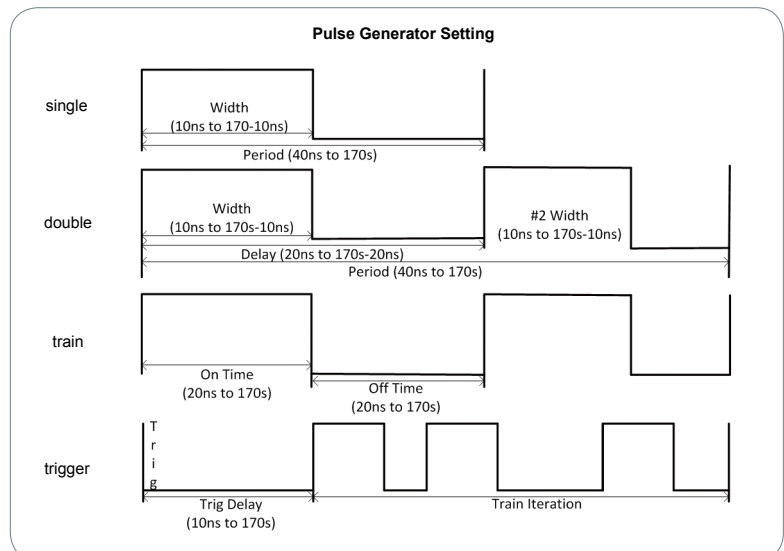 Pulse Generator Setting
single
Width
(10ns to 170-10ns)
Period (40ns to 170s)
double
Width
(10ns to 170s-10ns)
#2 Width
(10ns to 170s-10ns)
Delay (20ns to 170s-20ns)
Period (40ns to 170s)
train
On Time
(20ns to 170s)
Off Time
(20ns to 170s)
trigger
Trig
Trig Delay
(10ns to 170s)
Train Iteration